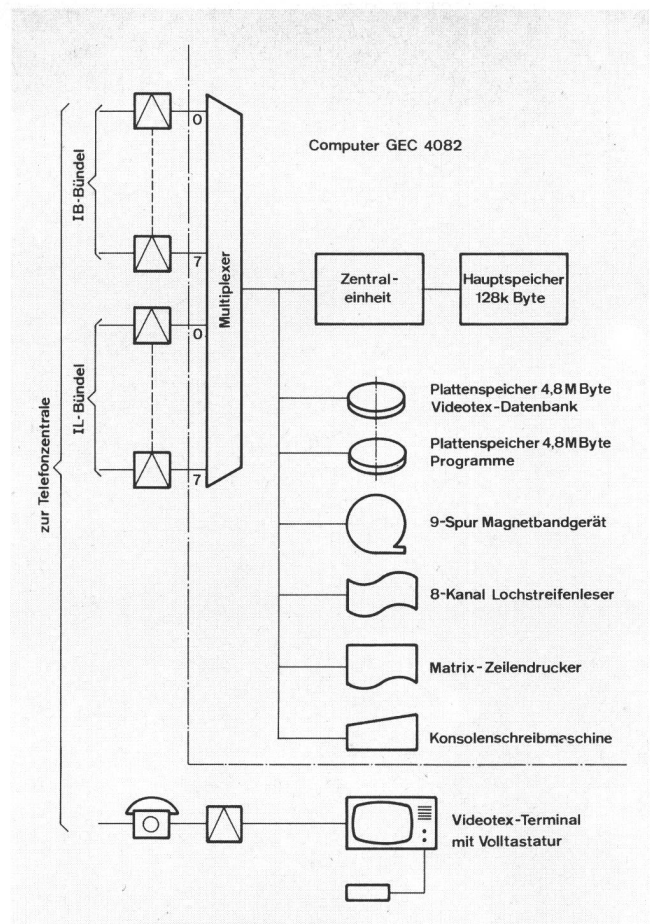 Computer GEC 4082
zur Telefonzentrale
IB-Bündel
IL-Bündel
0
7
0
7
Multiplexer
Zentral-
einheit
Hauptspeicher
128k Byte
Plattenspeicher 4,8 M Byte
Videotex-Datenbank
Plattenspeicher 4,8 M Byte
Programme
9-Spur Magnetbandgerät
8-Kanal Lochstreifenleser
Matrix-Zeilendrucker
Konsolenschreibmaschine
Videotex-Terminal
mit Volltastatur